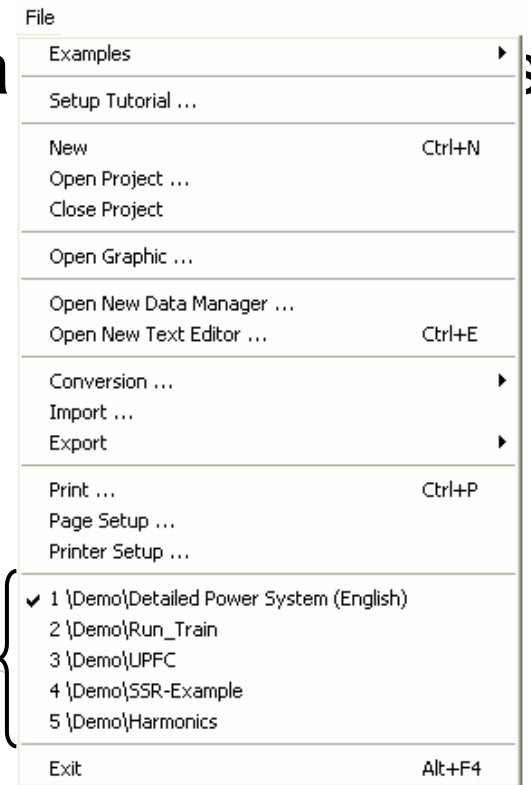 File
Examples
Setup Tutorial ...
New Ctrl+N
Open Project ...
Close Project
Open Graphic ...
Open New Data Manager ...
Open New Text Editor ... Ctrl+E
Conversion ...
Import ...
Export
Print ... Ctrl+P
Page Setup ...
Printer Setup ...
1 \Demo\Detailed Power System (English)
2 \Demo\Run_Train
3 \Demo\UPFC
4 \Demo\SSR-Example
5 \Demo\Harmonics
Exit Alt+F4